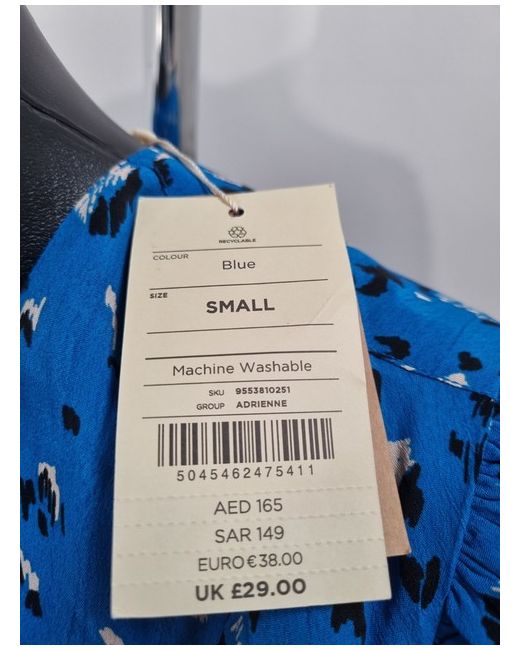 RECYCLABLE
COLOUR Blue
SIZE SMALL
Machine Washable
SKU 9553810251
GROUP ADRIENNE
5045462475411
AED 165
SAR 149
EURO €38.00
UK £29.00